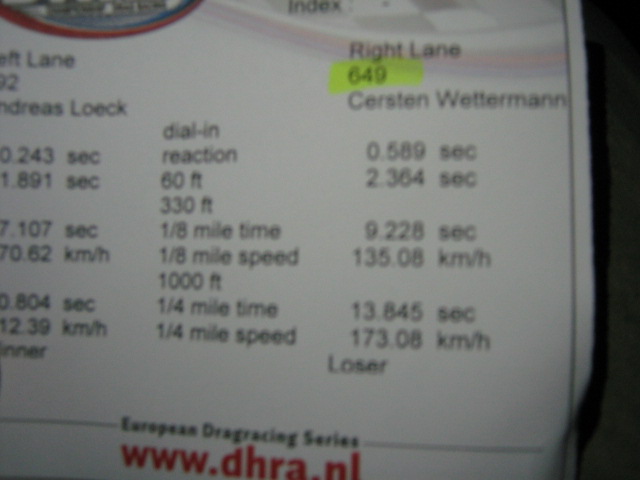 Index : -
eft Lane Right Lane
92 649
ndreas Loeck Cersten Wettermann
dial-in
0.243 sec reaction 0.589 sec
1.891 sec 60 ft 2.364 sec
330 ft
7.107 sec 1/8 mile time 9.228 sec
70.62 km/h 1/8 mile speed 135.08 km/h
1000 ft
0.804 sec 1/4 mile time 13.845 sec
12.39 km/h 1/4 mile speed 173.08 km/h
inner Loser
European Dragracing Series
www.dhra.nl